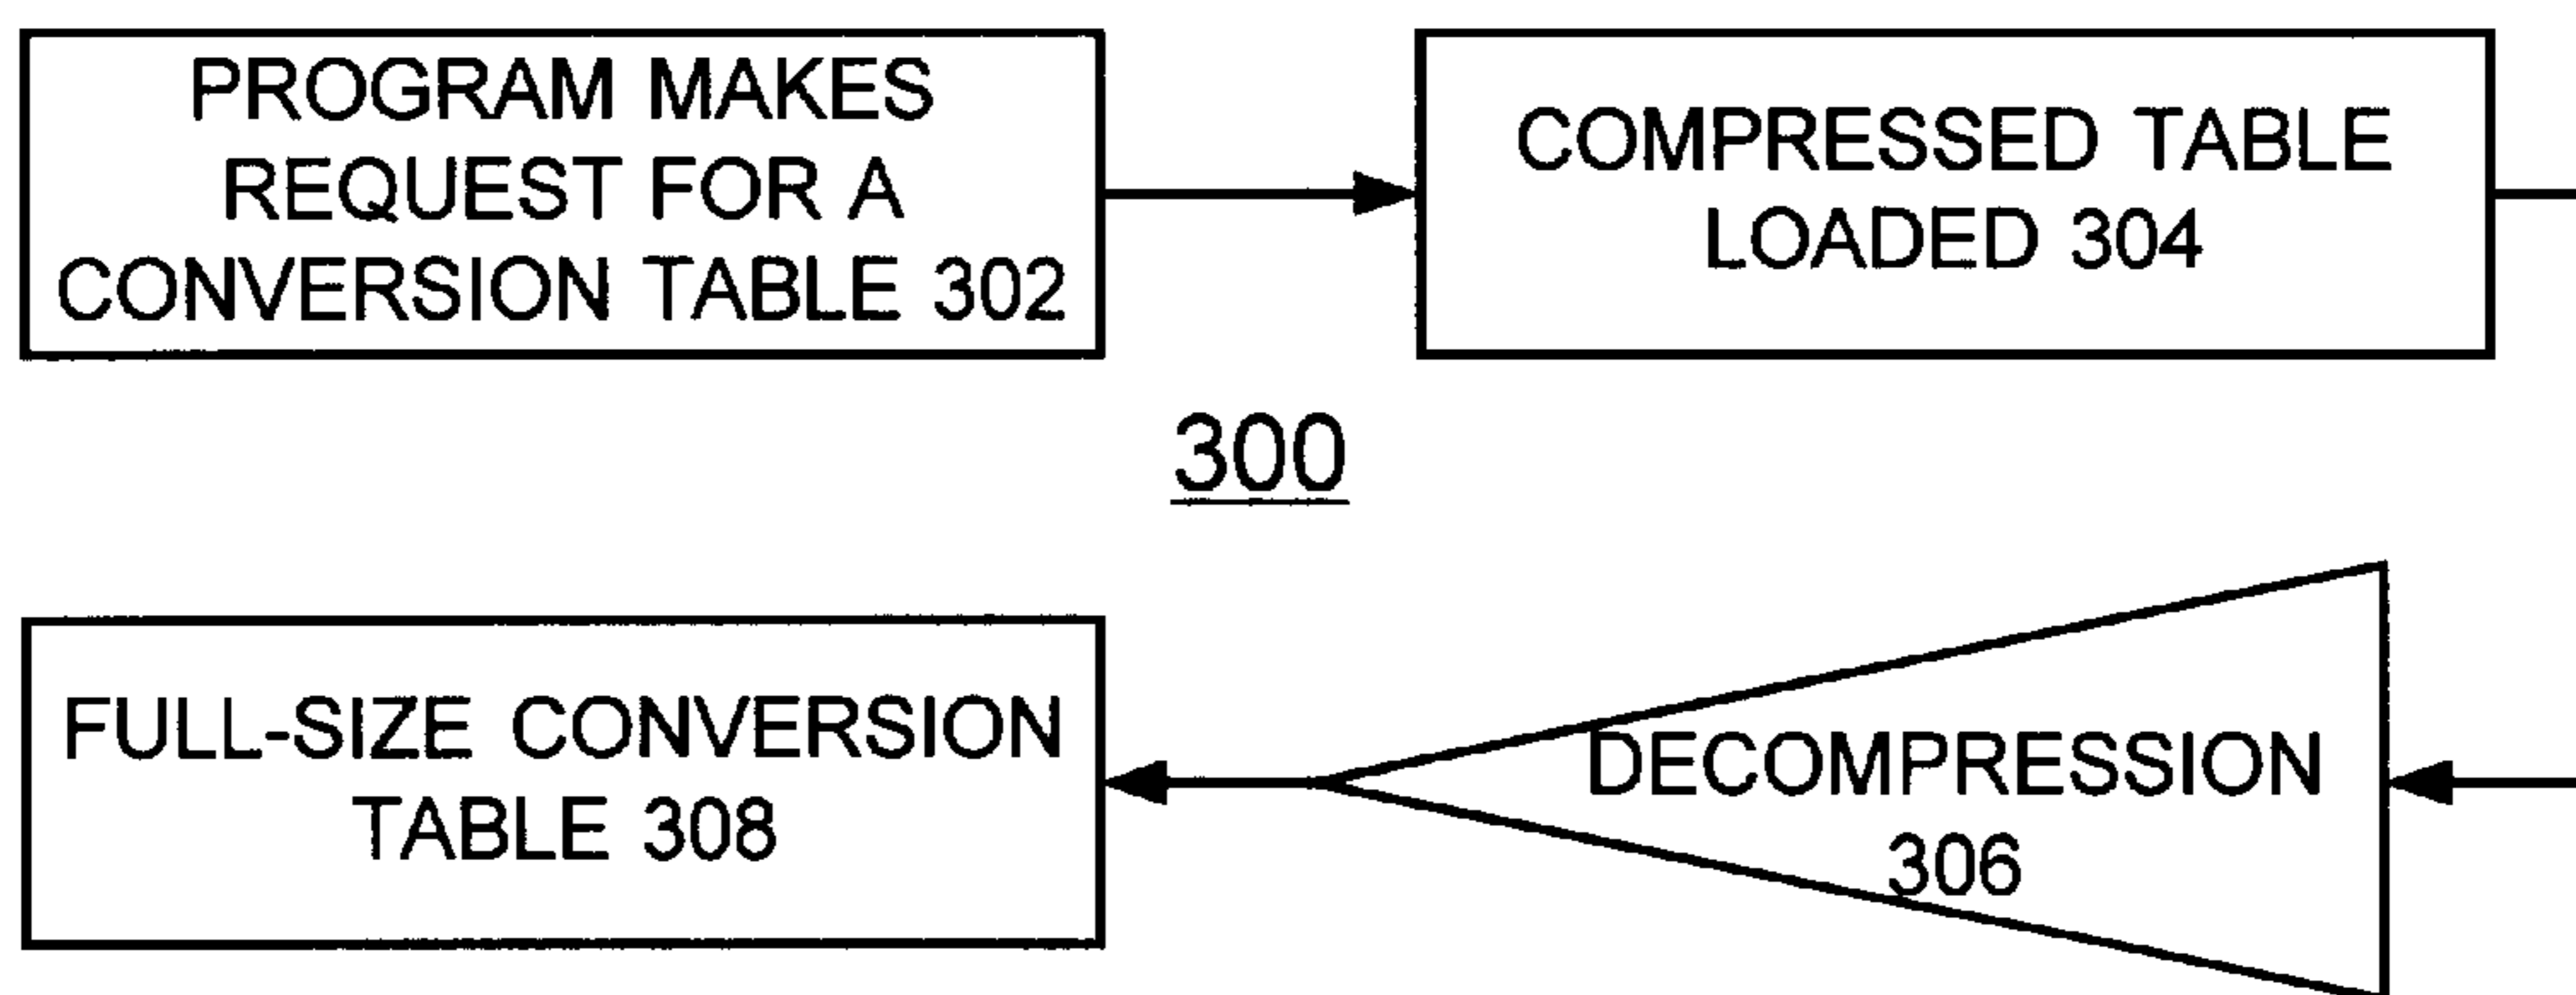 PROGRAM MAKES
REQUEST FOR A
CONVERSION TABLE 302
COMPRESSED TABLE
LOADED 304
300
FULL-SIZE CONVERSION
TABLE 308
DECOMPRESSION
306